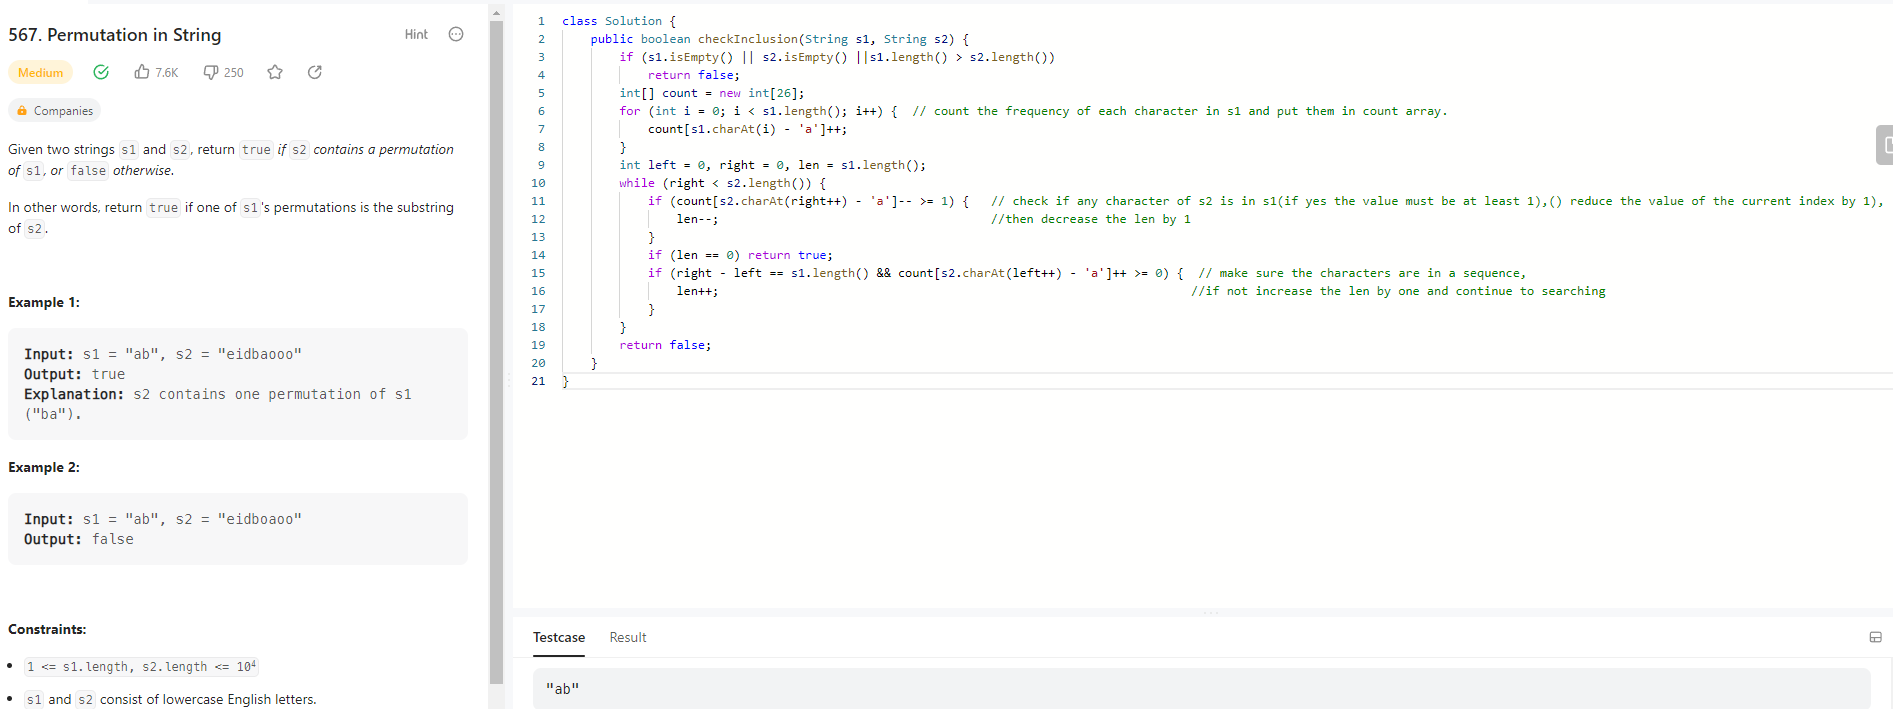 567. Permutation in String
Hint
Medium
7.6K
250
Companies
Given two strings s1 and s2, return true if s2 contains a permutation
of s1, or false otherwise.
In other words, return true if one of s1's permutations is the substring
of s2.
Example 1:
Input: s1 = "ab", s2 = "eidbaooo"
Output: true
Explanation: s2 contains one permutation of s1
("ba").
Example 2:
Input: s1 = "ab", s2 = "eidboaoo"
Output: false
Constraints:
• 1 <= s1.length, s2.length <= 10⁴
• s1 and s2 consist of lowercase English letters.
1 class Solution {
2 public boolean checkInclusion(String s1, String s2) {
3 if (s1.isEmpty() || s2.isEmpty() ||s1.length() > s2.length())
4 return false;
5 int[] count = new int[26];
6 for (int i = 0; i < s1.length(); i++) { // count the frequency of each character in s1 and put them in count array.
7 count[s1.charAt(i) - 'a']++;
8 }
9 int left = 0, right = 0, len = s1.length();
10 while (right < s2.length()) {
11 if (count[s2.charAt(right++) - 'a']-- >= 1) { // check if any character of s2 is in s1(if yes the value must be at least 1),() reduce the value of the current index by 1),
12 len--; //then decrease the len by 1
13 }
14 if (len == 0) return true;
15 if (right - left == s1.length() && count[s2.charAt(left++) - 'a']++ >= 0) { // make sure the characters are in a sequence,
16 len++; //if not increase the len by one and continue to searching
17 }
18 }
19 return false;
20 }
21 }
Testcase
Result
"ab"